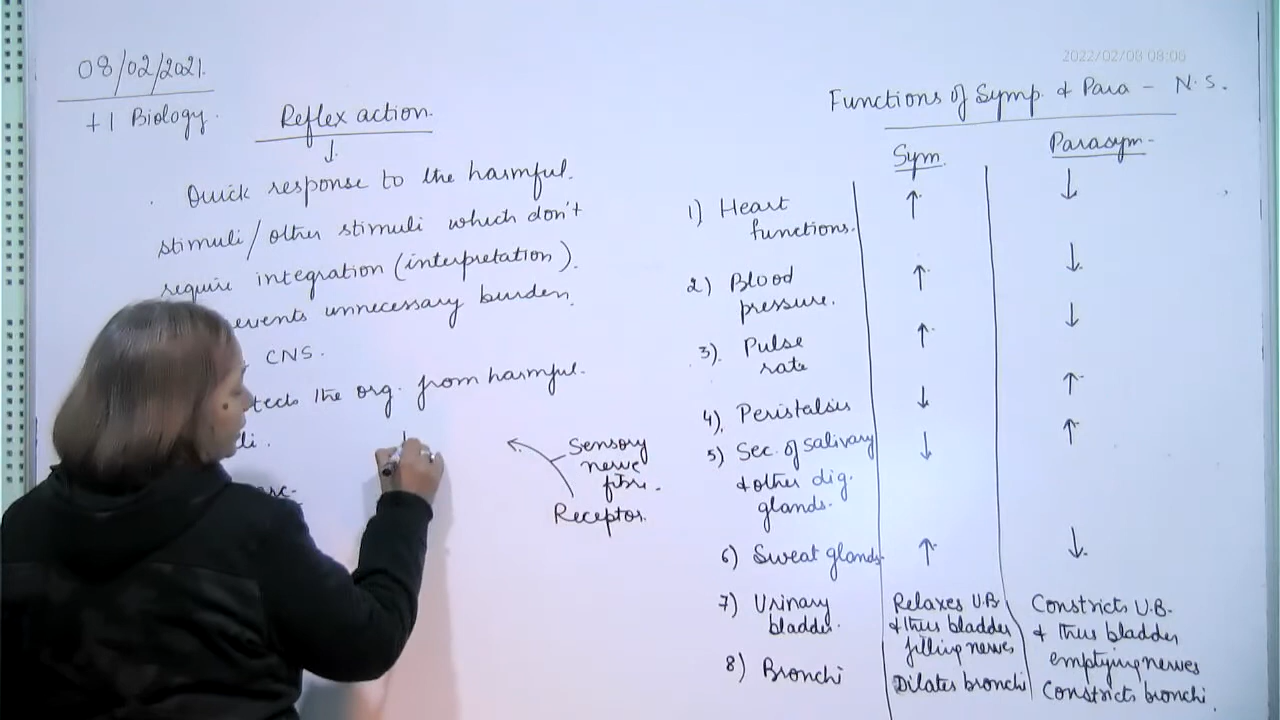 08/02/2021.
+1 Biology.
Reflex action.
↓
Quick response to the harmful.
stimuli/other stimuli which don't
require integration (interpretation).
events unnecessary burden.
CNS.
tects the org. from harmful.
li.
Sensory
nerve
fibre.
Receptor.
2022/02/08 08:06
Functions of Symp. & Para - N.S.
Sym. Parasym-
1) Heart functions. ↑ ↓
2) Blood pressure. ↑ ↓
3). Pulse rate ↑ ↓
4). Peristalsis ↓ ↑
5) Sec. of salivary ↓ ↑
& other dig.
glands.
6) Sweat glands ↑ ↓
7) Urinary Relaxes U.B Constricts U.B.
bladder. & thus bladder & thus bladder
filling nerves emptying nerves
8) Bronchi Dilates bronchi Constricts bronchi.